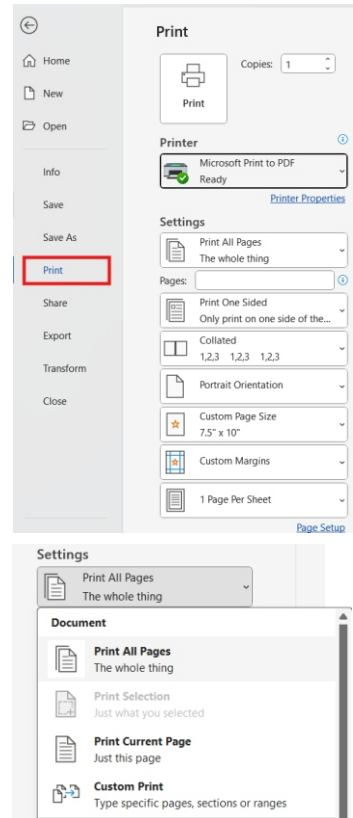 Print
Home
New
Open
Info
Save
Save As
Print
Share
Export
Transform
Close
Copies: 1
Print
Printer
Microsoft Print to PDF
Ready
Printer Properties
Settings
Print All Pages
The whole thing
Pages:
Print One Sided
Only print on one side of the...
Collated
1,2,3 1,2,3 1,2,3
Portrait Orientation
Custom Page Size
7.5" x 10"
Custom Margins
1 Page Per Sheet
Page Setup
Settings
Print All Pages
The whole thing
Document
Print All Pages
The whole thing
Print Selection
Just what you selected
Print Current Page
Just this page
Custom Print
Type specific pages, sections or ranges